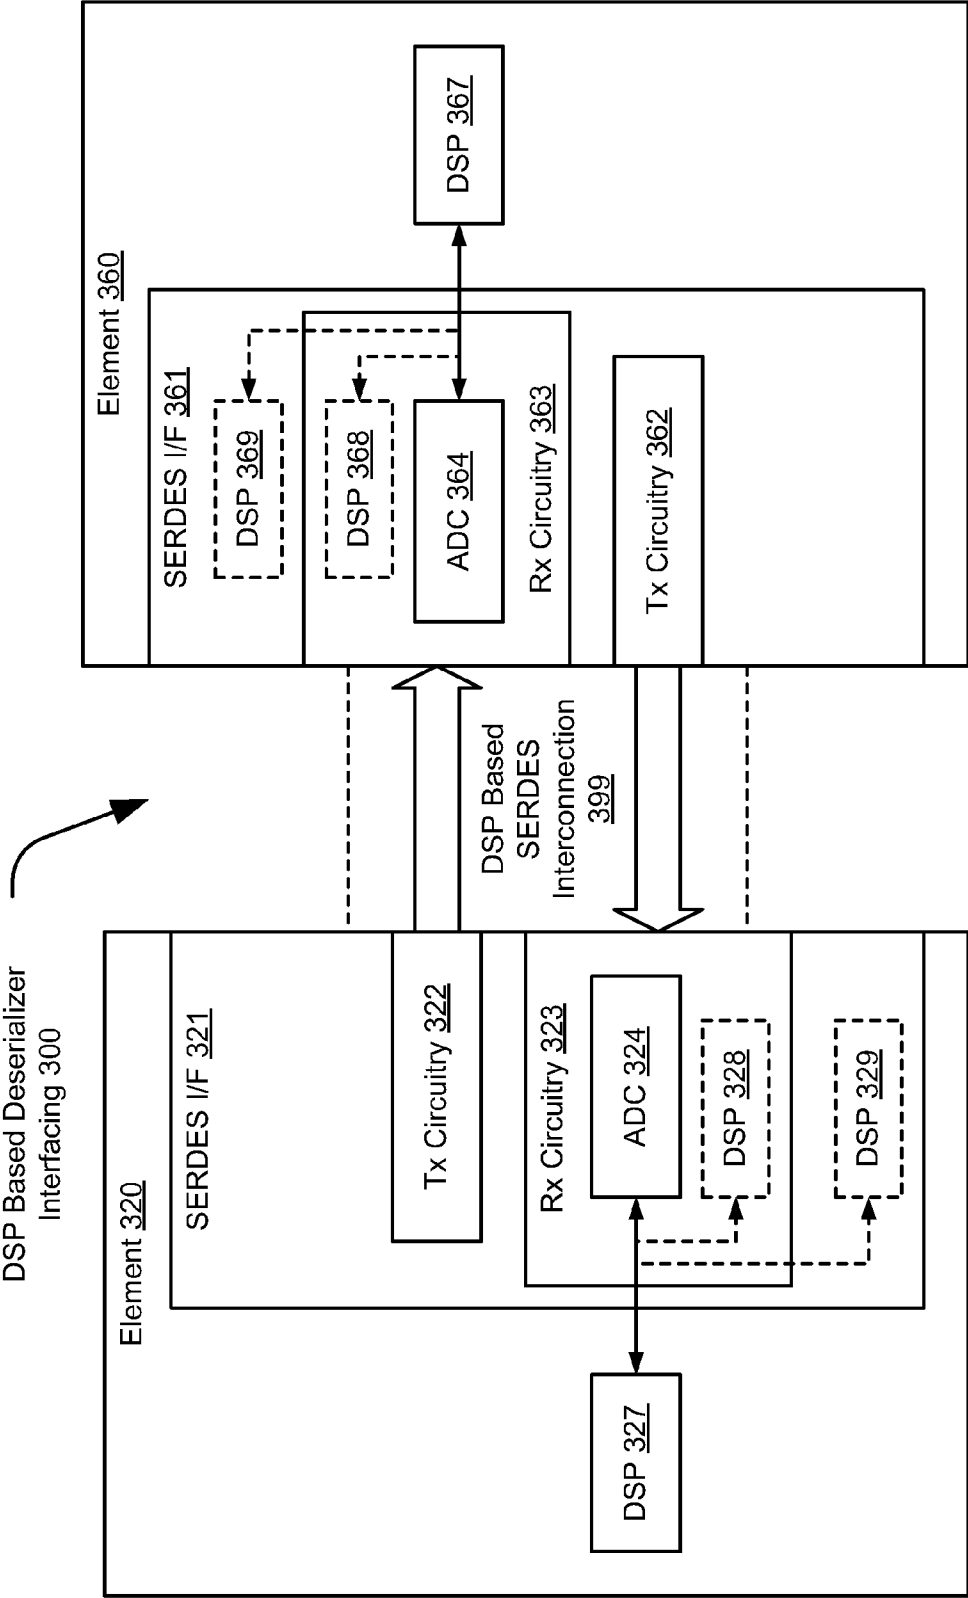 DSP Based Deserializer
Interfacing 300
Element 320
SERDES I/F 321
Tx Circuitry 322
Rx Circuitry 323
ADC 324
DSP 328
DSP 329
DSP 327
DSP Based
SERDES
Interconnection
399
Element 360
SERDES I/F 361
DSP 369
DSP 368
ADC 364
Rx Circuitry 363
Tx Circuitry 362
DSP 367